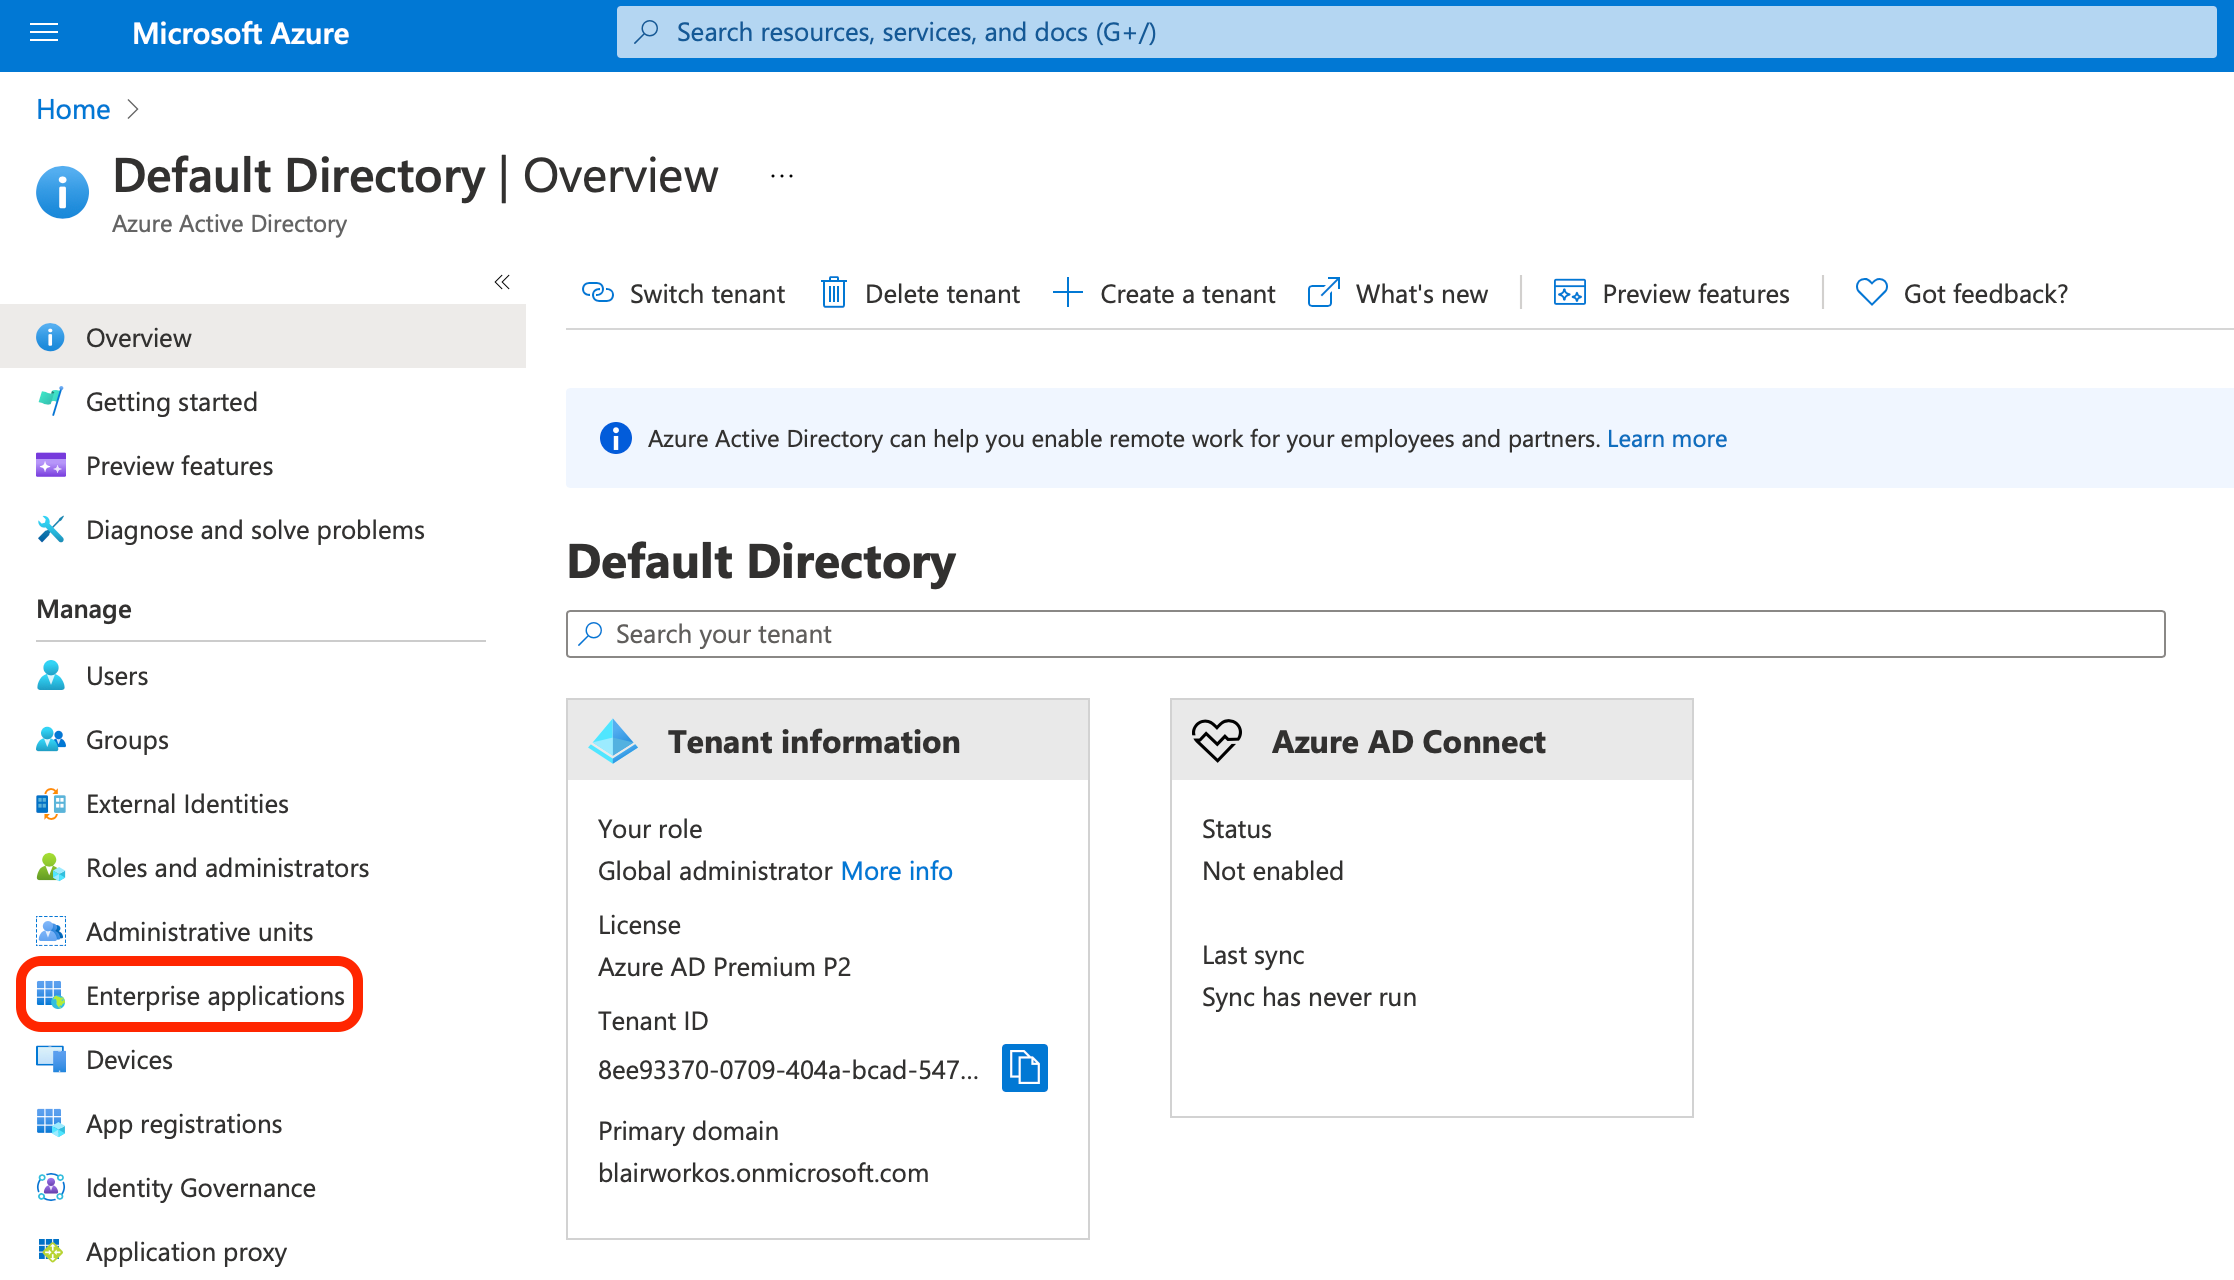 Microsoft Azure
Search resources, services, and docs (G+/)
Home
Default Directory | Overview ...
Azure Active Directory
Switch tenant
Delete tenant
Create a tenant
What's new
Preview features
Got feedback?
Overview
Getting started
Preview features
Diagnose and solve problems
Manage
Users
Groups
External Identities
Roles and administrators
Administrative units
Enterprise applications
Devices
App registrations
Identity Governance
Application proxy
Azure Active Directory can help you enable remote work for your employees and partners. Learn more
Default Directory
Search your tenant
Tenant information
Your role
Global administrator More info
License
Azure AD Premium P2
Tenant ID
8ee93370-0709-404a-bcad-547...
Primary domain
blairworkos.onmicrosoft.com
Azure AD Connect
Status
Not enabled
Last sync
Sync has never run